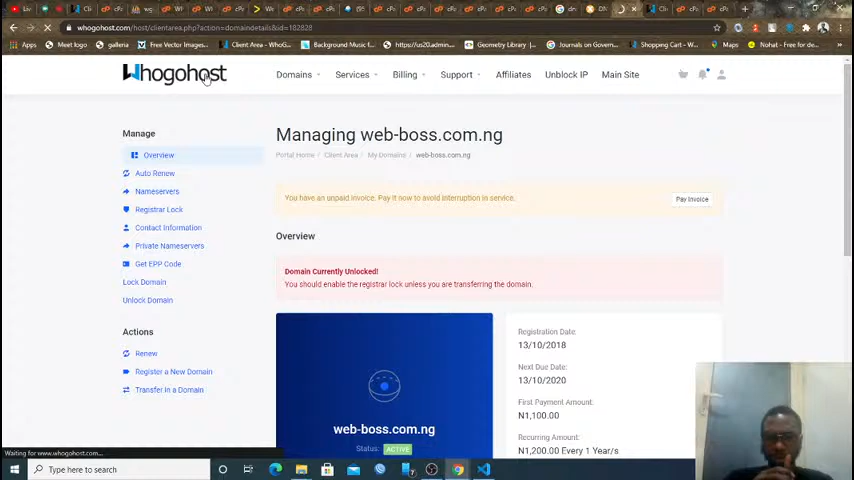 whogohost.com/host/clientarea.php?action=domaindetails&id=182828
Apps
Meet logo
galleria
Free Vector Images...
Client Area - WhoG...
Background Music f...
https://us20.admin...
Geometry Library |...
Journals on Govern...
Shopping Cart - W...
Maps
Nohat - Free for de...
Whogohost
Domains
Services
Billing
Support
Affiliates
Unblock IP
Main Site
Manage
Overview
Auto Renew
Nameservers
Registrar Lock
Contact Information
Private Nameservers
Get EPP Code
Lock Domain
Unlock Domain
Actions
Renew
Register a New Domain
Transfer in a Domain
Managing web-boss.com.ng
Portal Home / Client Area / My Domains / web-boss.com.ng
You have an unpaid invoice. Pay it now to avoid interruption in service.
Pay Invoice
Overview
Domain Currently Unlocked!
You should enable the registrar lock unless you are transferring the domain.
web-boss.com.ng
Status: ACTIVE
Registration Date:
13/10/2018
Next Due Date:
13/10/2020
First Payment Amount:
N1,100.00
Recurring Amount:
N1,200.00 Every 1 Year/s
Waiting for www.whogohost.com...
Type here to search